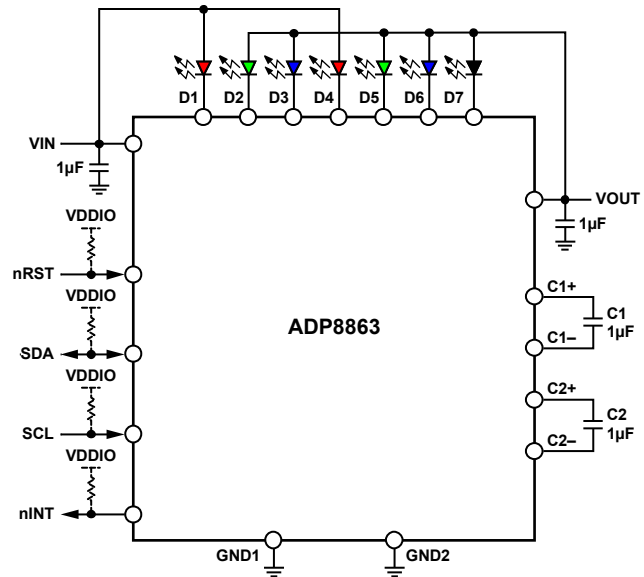 D1 D2 D3 D4 D5 D6 D7
VIN
1µF
VOUT
1µF
VDDIO
nRST
VDDIO
SDA
VDDIO
SCL
VDDIO
nINT
ADP8863
C1+
C1
1µF
C1–
C2+
C2
1µF
C2–
GND1
GND2